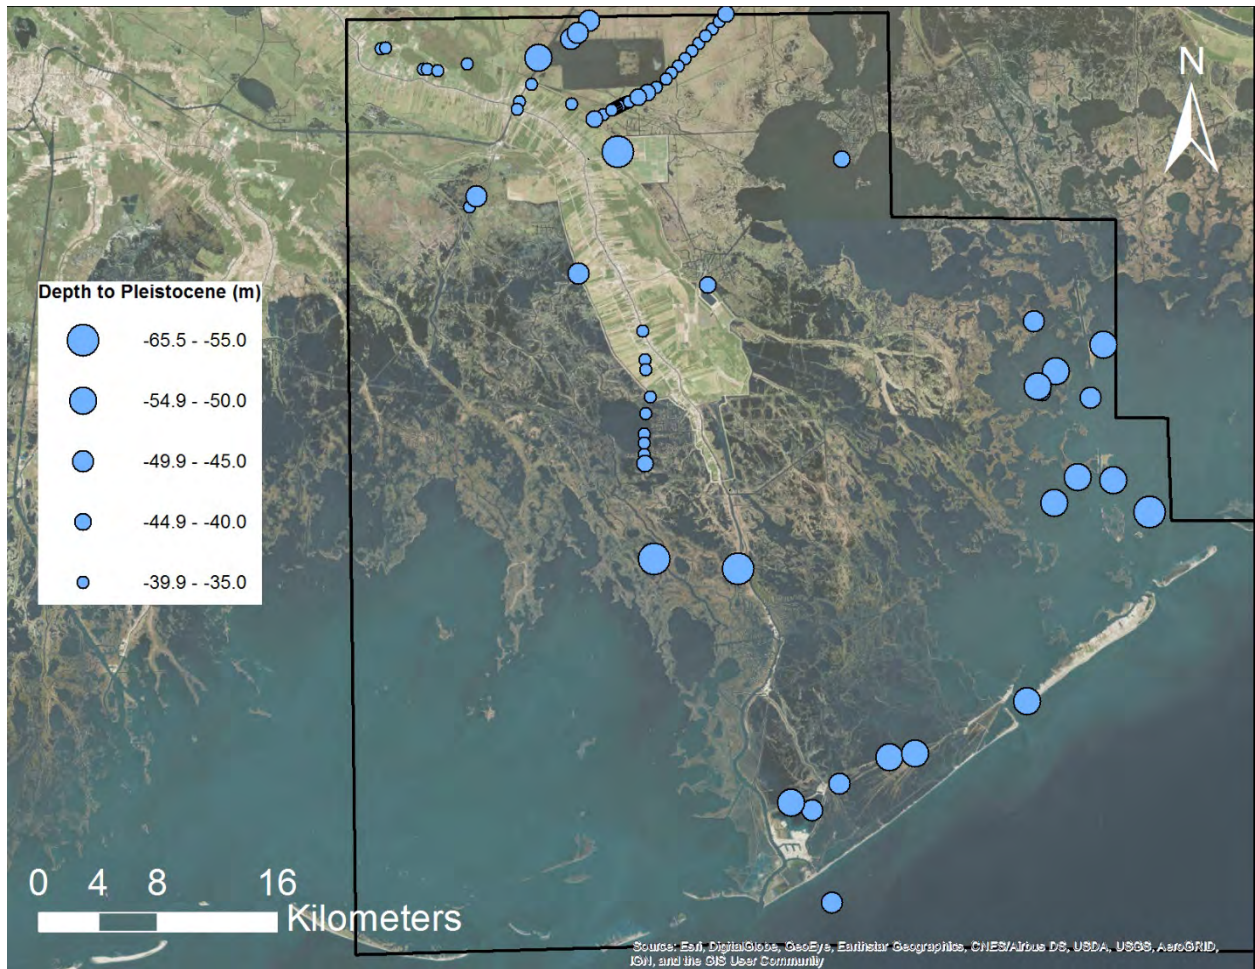 N
Depth to Pleistocene (m)
-65.5 - -55.0
-54.9 - -50.0
-49.9 - -45.0
-44.9 - -40.0
-39.9 - -35.0
0 4 8 16
Kilometers
Source: Esri, DigitalGlobe, GeoEye, Earthstar Geographics, CNES/Airbus DS, USDA, USGS, AeroGRID,
IGN, and the GIS User Community